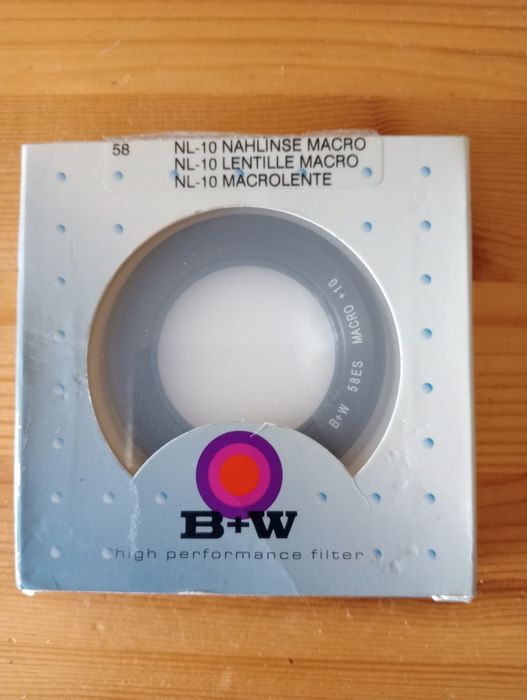 58 NL-10 NAHLINSE MACRO
NL-10 LENTILLE MACRO
NL-10 MACROLENTE
B+W 58ES MACRO +10
B+W
high performance filter